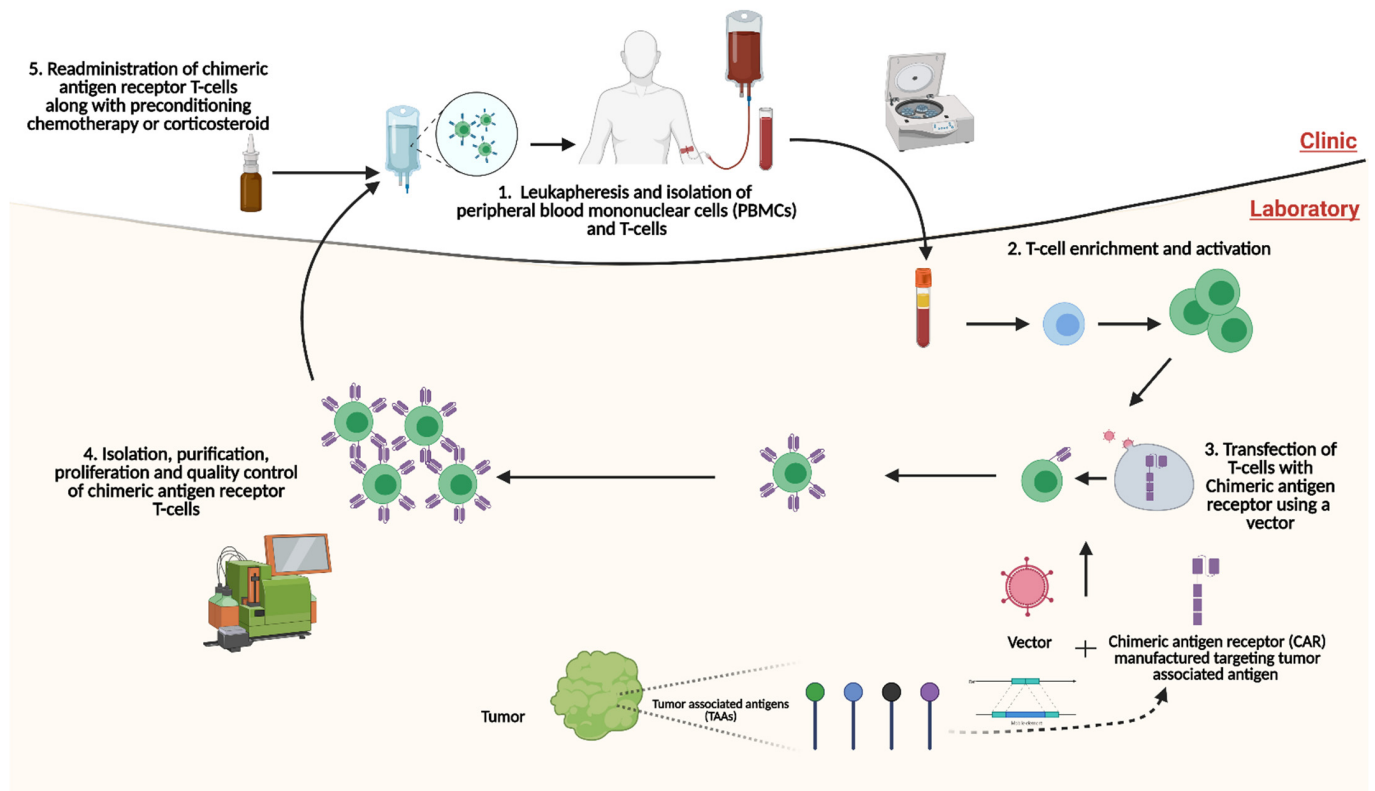 5. Readministration of chimeric
antigen receptor T-cells
along with preconditioning
chemotherapy or corticosteroid
1. Leukapheresis and isolation of
peripheral blood mononuclear cells (PBMCs)
and T-cells
Clinic
Laboratory
2. T-cell enrichment and activation
3. Transfection of
T-cells with
Chimeric antigen
receptor using a
vector
4. Isolation, purification,
proliferation and quality control
of chimeric antigen receptor
T-cells
Vector
+
Chimeric antigen receptor (CAR)
manufactured targeting tumor
associated antigen
Tumor
Tumor associated antigens
(TAAs)